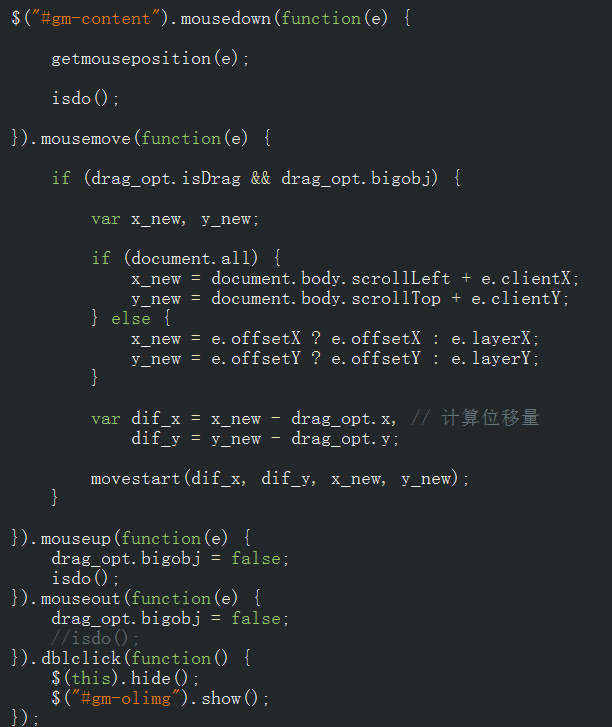 $("#gm-content").mousedown(function(e) {
getmouseposition(e);
isdo();
}).mousemove(function(e) {
if (drag_opt.isDrag && drag_opt.bigobj) {
var x_new, y_new;
if (document.all) {
x_new = document.body.scrollLeft + e.clientX;
y_new = document.body.scrollTop + e.clientY;
} else {
x_new = e.offsetX ? e.offsetX : e.layerX;
y_new = e.offsetY ? e.offsetY : e.layerY;
}
var dif_x = x_new - drag_opt.x, // 计算位移量
dif_y = y_new - drag_opt.y;
movestart(dif_x, dif_y, x_new, y_new);
}
}).mouseup(function(e) {
drag_opt.bigobj = false;
isdo();
}).mouseout(function(e) {
drag_opt.bigobj = false;
//isdo();
}).dblclick(function() {
$(this).hide();
$("#gm-olimg").show();
});